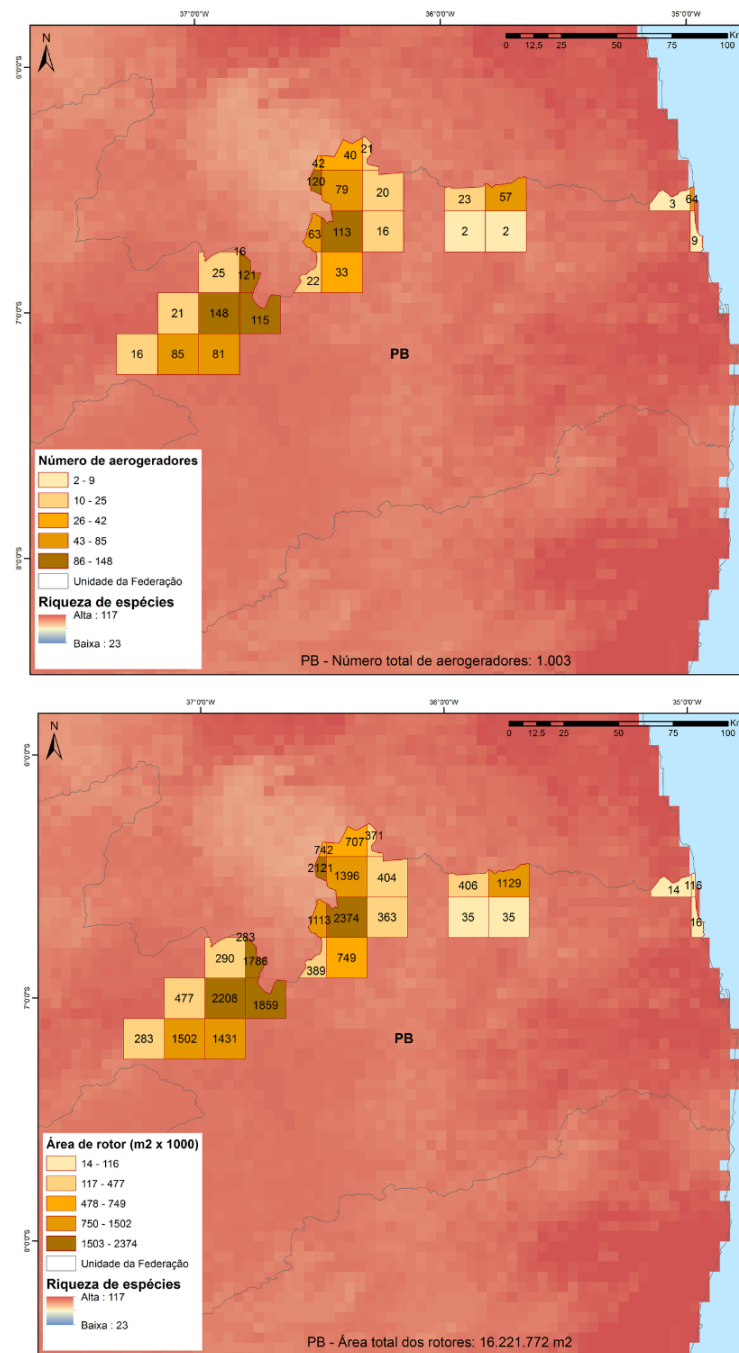 37°0'0"W 36°0'0"W 35°0'0"W
N
0 12,5 25 50 75 100 Km
6°0'0"S
7°0'0"S
8°0'0"S
21
40
42
120
79
20
23
57
3
64
63
113
16
2
2
9
16
25
121
22
33
21
148
115
16
85
81
PB
Número de aerogeradores
2 - 9
10 - 25
26 - 42
43 - 85
86 - 148
Unidade da Federação
Riqueza de espécies
Alta : 117
Baixa : 23
PB - Número total de aerogeradores: 1.003
37°0'0"W 36°0'0"W 35°0'0"W
N
0 12,5 25 50 75 100 Km
6°0'0"S
7°0'0"S
8°0'0"S
371
707
742
2121
1396
404
406
1129
14
116
1113
2374
363
35
35
16
283
290
1786
389
749
477
2208
1859
283
1502
1431
PB
Área de rotor (m2 x 1000)
14 - 116
117 - 477
478 - 749
750 - 1502
1503 - 2374
Unidade da Federação
Riqueza de espécies
Alta : 117
Baixa : 23
PB - Área total dos rotores: 16.221.772 m2